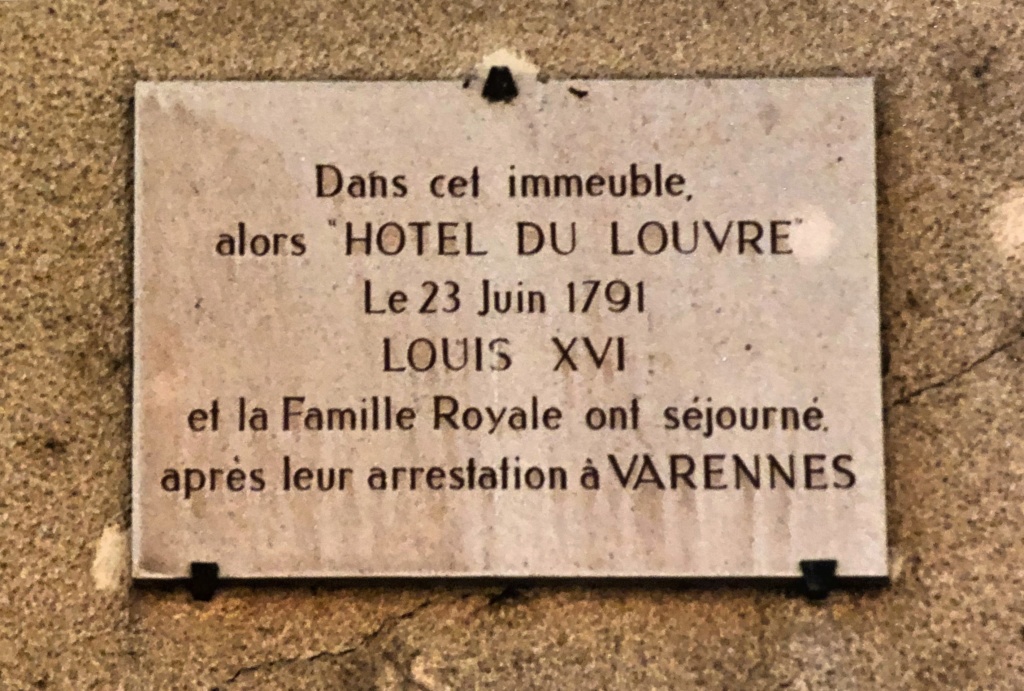 Dans cet immeuble,
alors "HOTEL DU LOUVRE"
Le 23 Juin 1791
LOUIS XVI
et la Famille Royale ont séjourné.
après leur arrestation à VARENNES